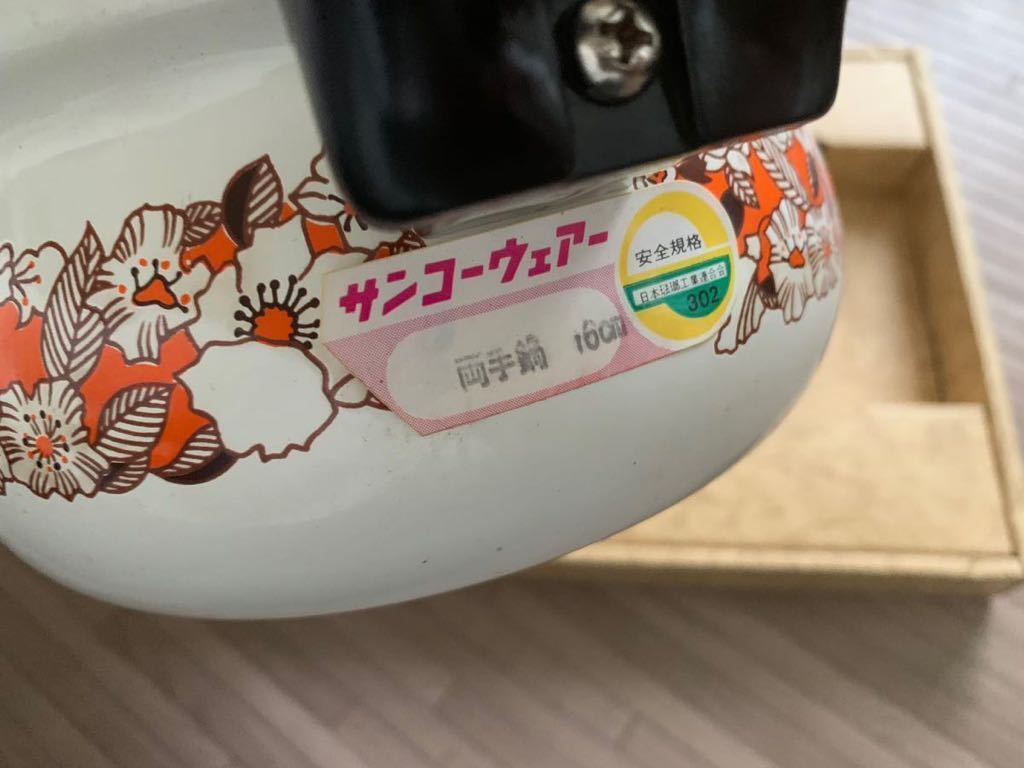 サンコーウェアー
両手鍋 16cm
安全規格
日本琺瑯工業連合会
302